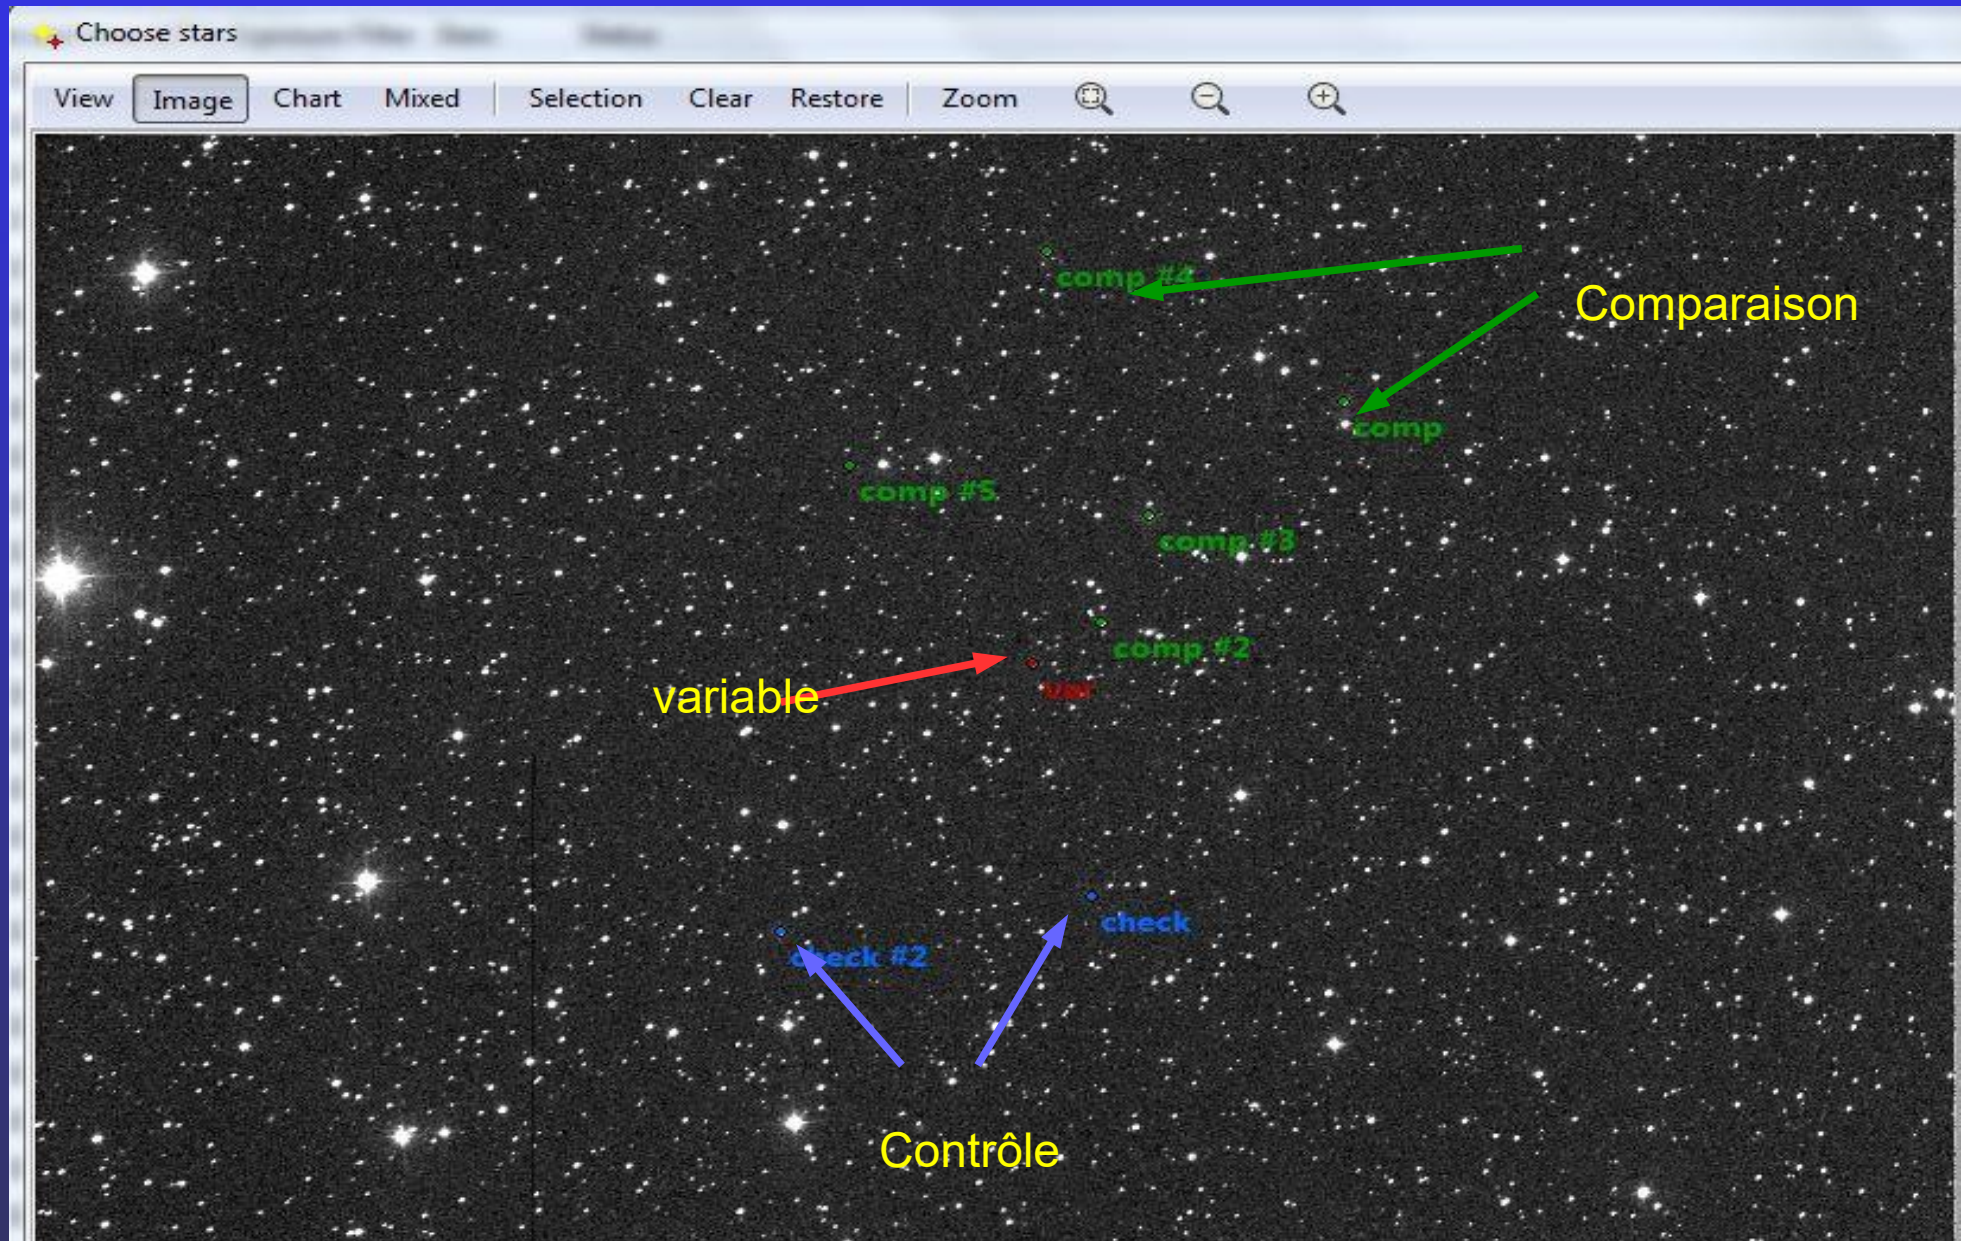 Choose stars
View Image Chart Mixed Selection Clear Restore Zoom
comp #4
Comparaison
comp
comp #5
comp #3
comp #2
variable
var
check
check #2
Contrôle